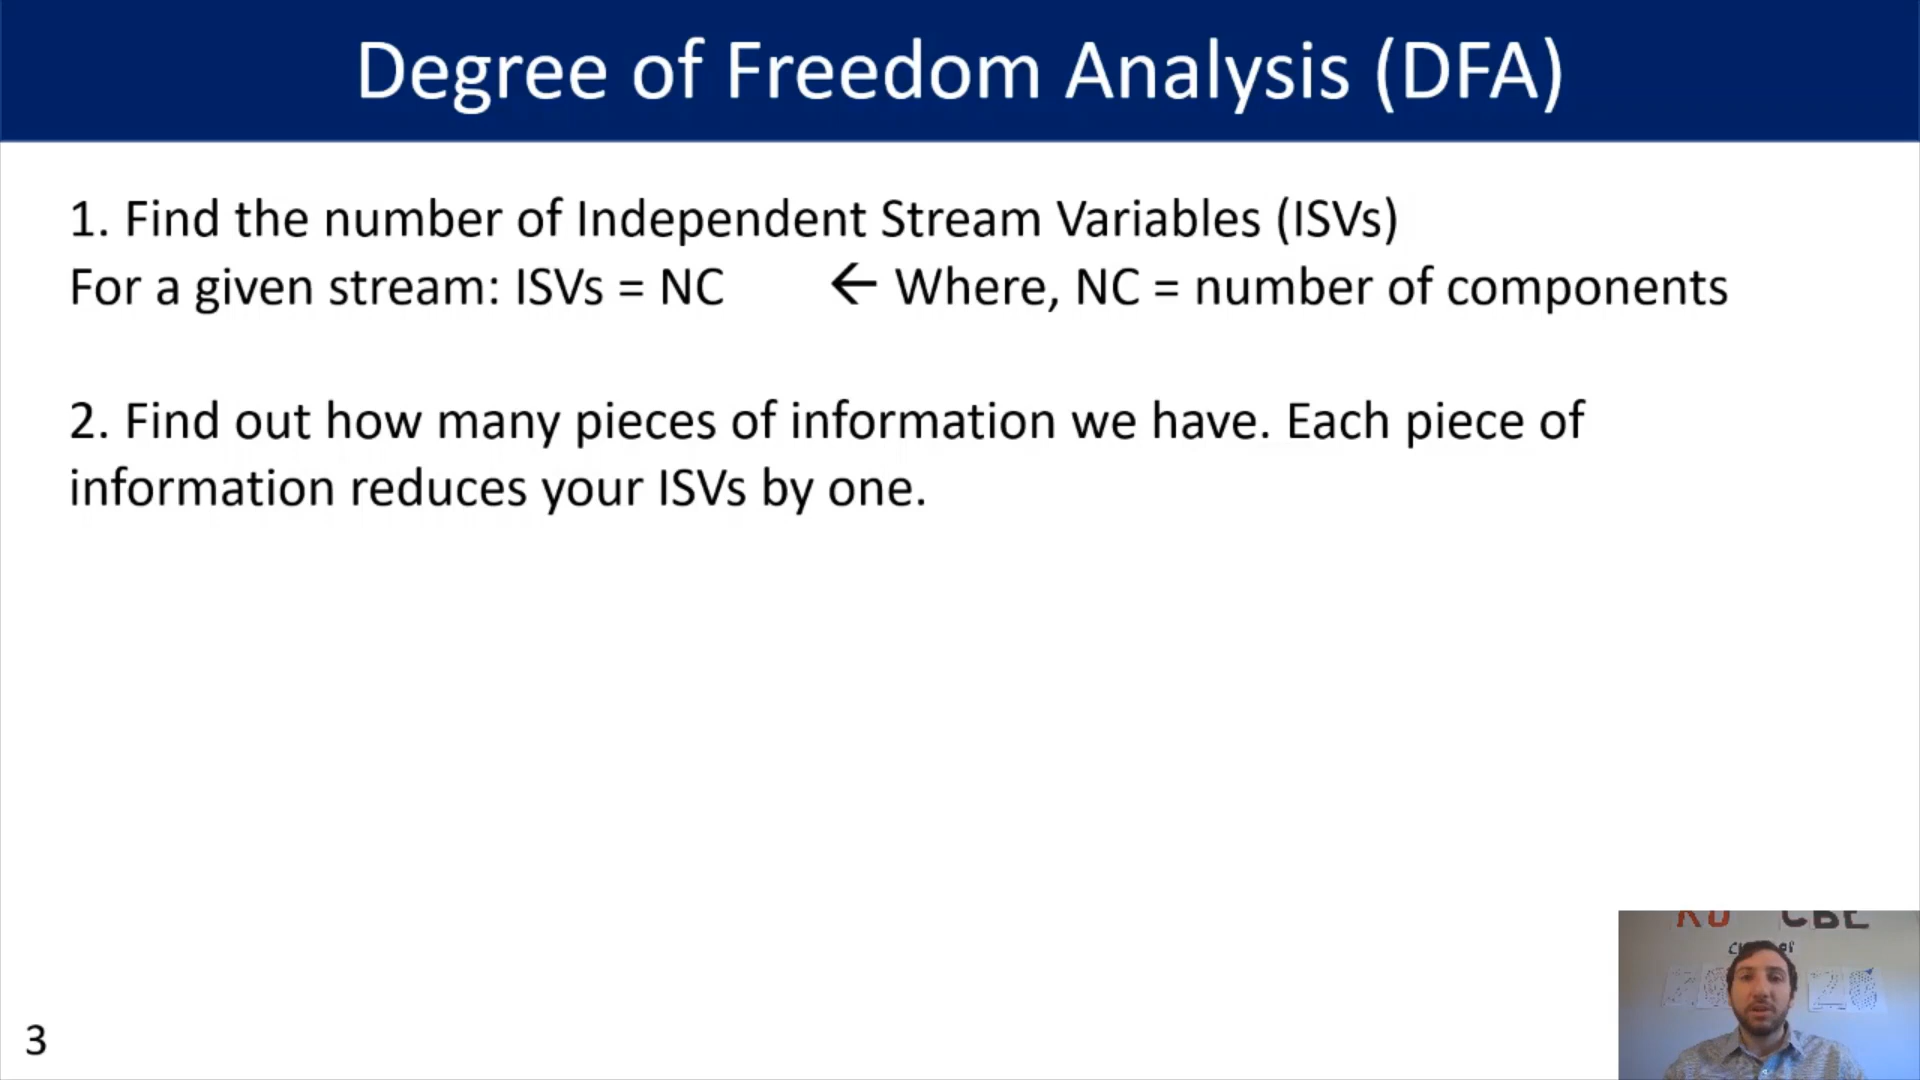 Degree of Freedom Analysis (DFA)
1. Find the number of Independent Stream Variables (ISVs)
For a given stream: ISVs = NC ← Where, NC = number of components
2. Find out how many pieces of information we have. Each piece of
information reduces your ISVs by one.
3